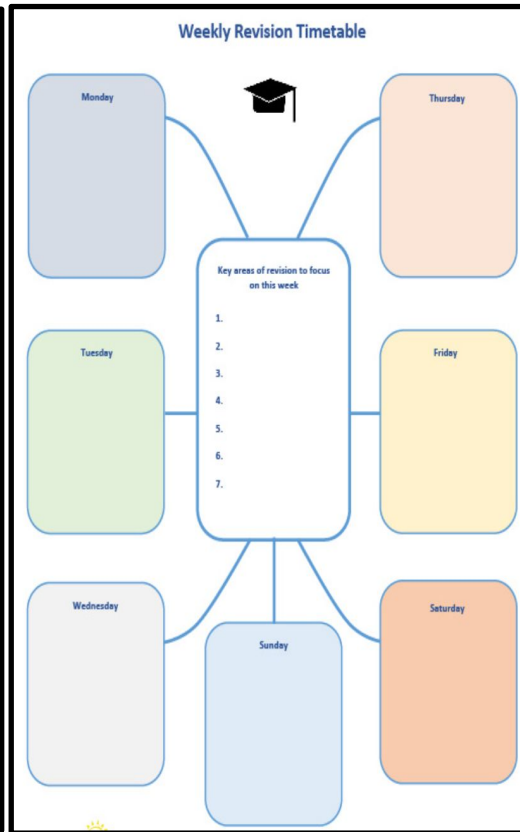 Weekly Revision Timetable
Monday
Thursday
Key areas of revision to focus
on this week
1.
2.
3.
4.
5.
6.
7.
Tuesday
Friday
Wednesday
Sunday
Saturday